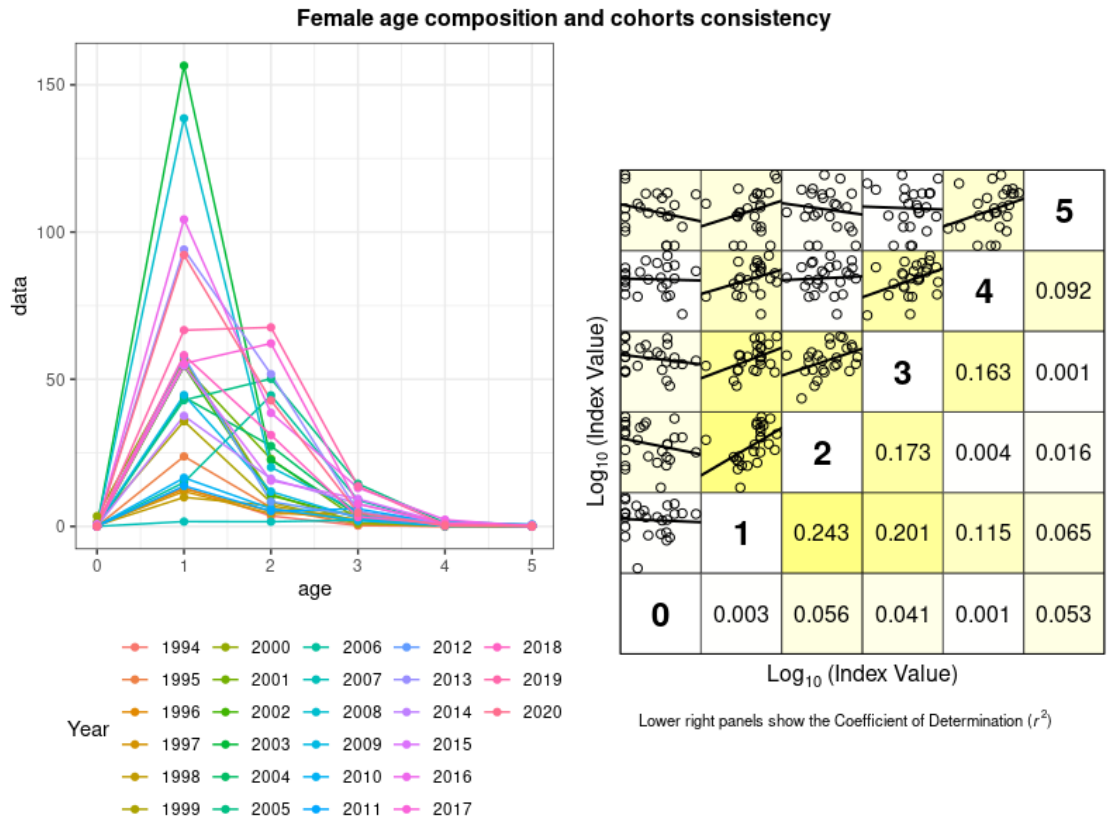 Female age composition and cohorts consistency
150
100
50
0
data
0 1 2 3 4 5
age
Year
1994 2000 2006 2012 2018
1995 2001 2007 2013 2019
1996 2002 2008 2014 2020
1997 2003 2009 2015
1998 2004 2010 2016
1999 2005 2011 2017
Log10 (Index Value)
5
4 0.092
3 0.163 0.001
2 0.173 0.004 0.016
1 0.243 0.201 0.115 0.065
0 0.003 0.056 0.041 0.001 0.053
Log10 (Index Value)
Lower right panels show the Coefficient of Determination (r²)